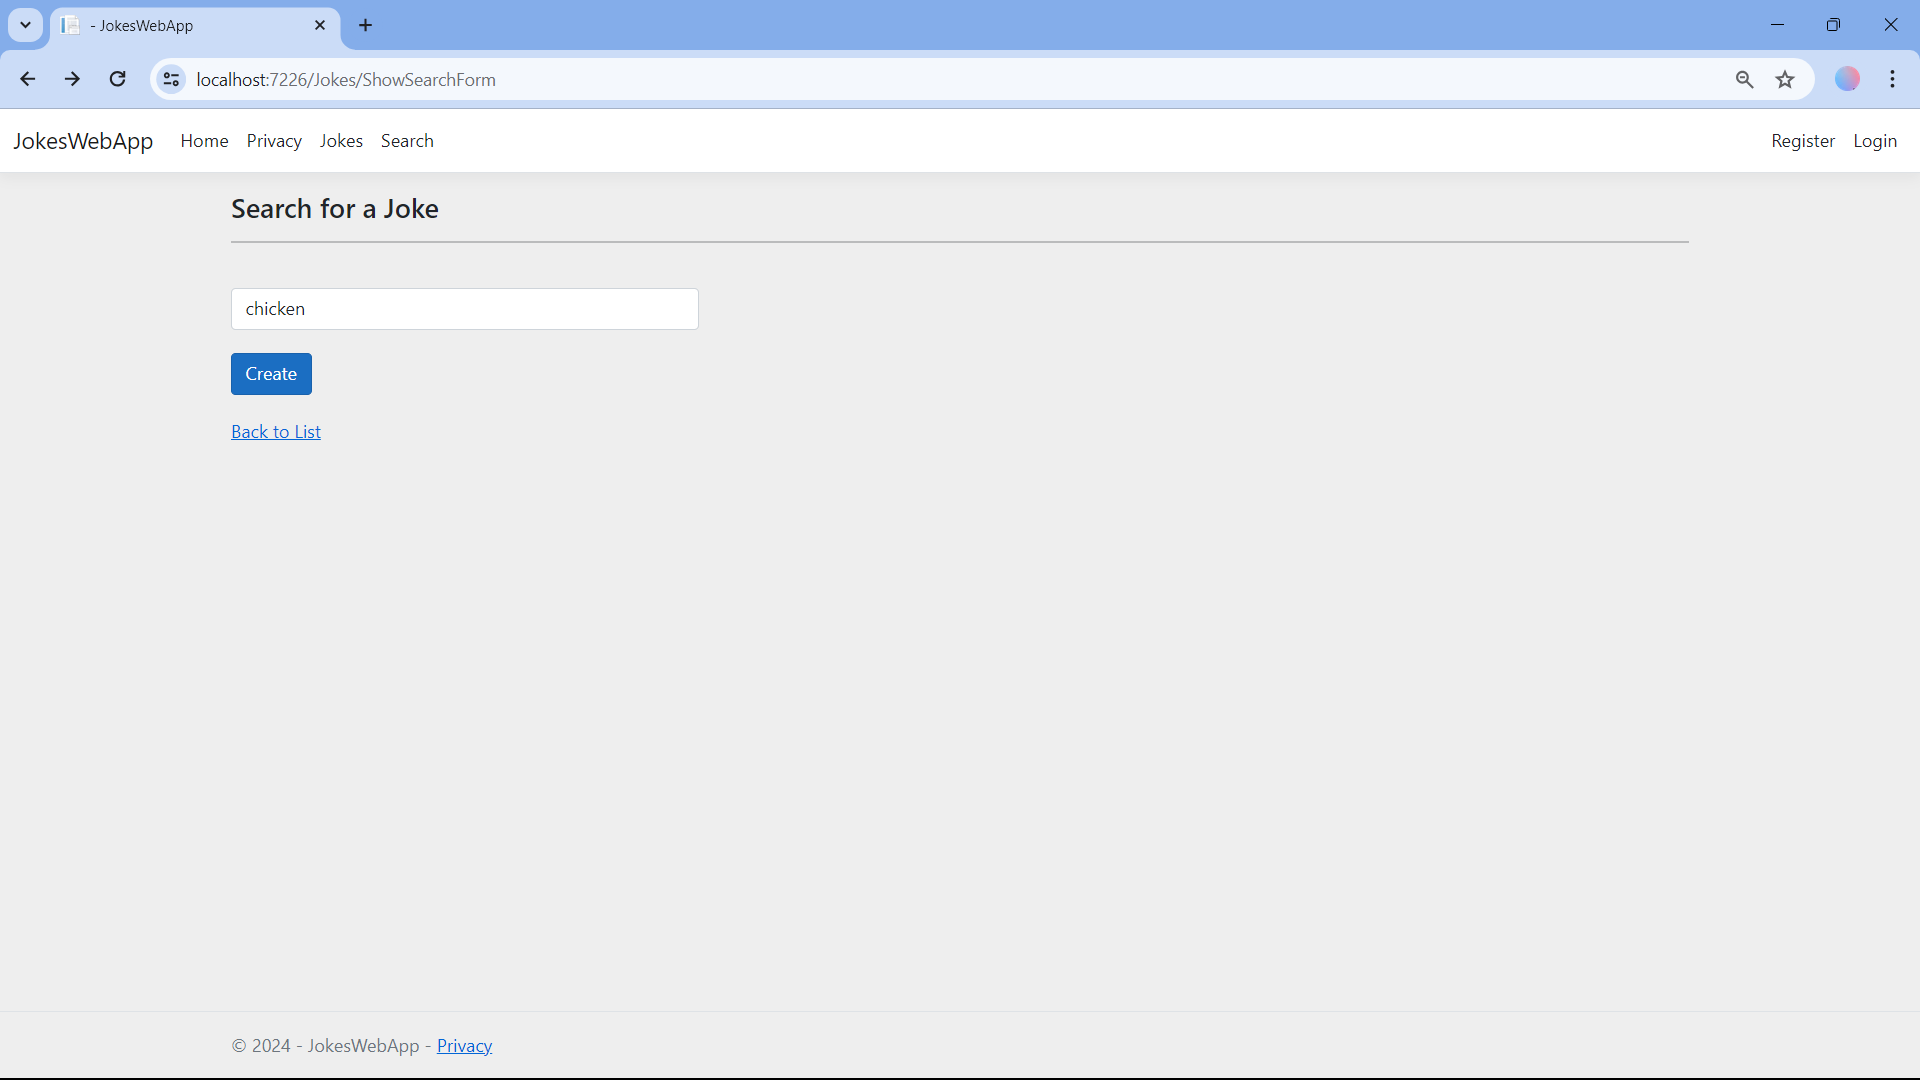 - JokesWebApp
localhost:7226/Jokes/ShowSearchForm
JokesWebApp Home Privacy Jokes Search Register Login
Search for a Joke
chicken
Create
Back to List
© 2024 - JokesWebApp - Privacy